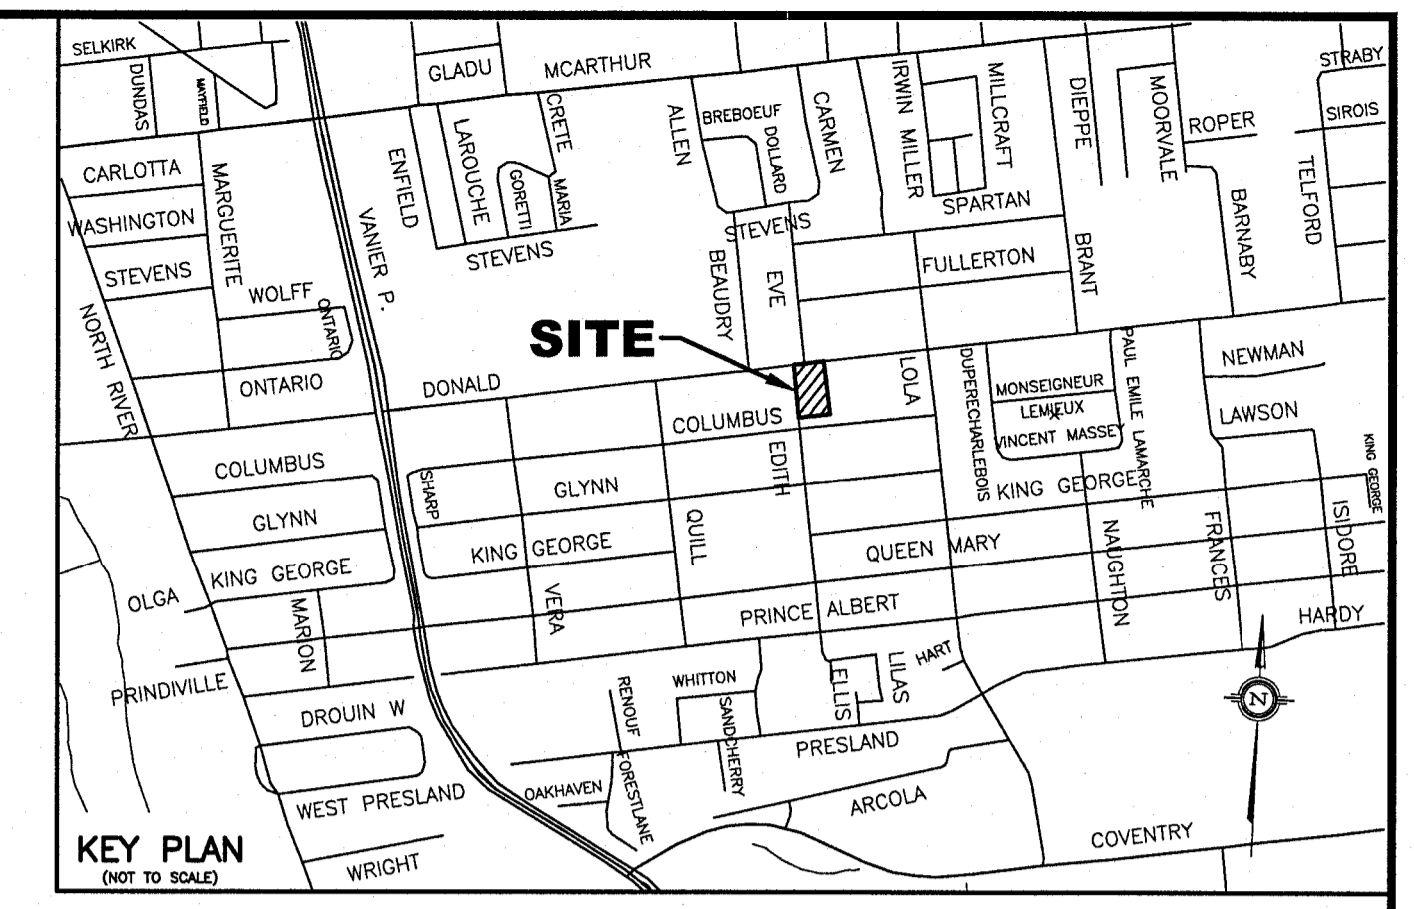 SELKIRK
DUNDAS
MAYFIELD
GLADU
MCARTHUR
STRABY
SIROIS
CARLOTTA
WASHINGTON
STEVENS
MARGUERITE
ENFIELD
LAROUCHE
CRETE
GORETTI
MARIA
STEVENS
ALLEN
BREBOEUF
DOLLARD
CARMEN
IRWIN MILLER
MILLCRAFT
DIEPPE
MOORVALE
ROPER
SPARTAN
STEVENS
TELFORD
BARNABY
VANIER P.
NORTH RIVER
WOLFF
ONTARIO
ONTARIO
BEAUDRY
EVE
FULLERTON
BRANT
SITE
DONALD
LOLA
DUPERECHARLEBOIS
MONSEIGNEUR
LEMIEUX
VINCENT MASSEY
PAUL EMILE LAMARCHE
NEWMAN
LAWSON
COLUMBUS
COLUMBUS
EDITH
SHARP
GLYNN
GLYNN
KING GEORGE
KING GEORGE
KING GEORGE
KING GEORGE
QUILL
QUEEN MARY
NAUGHTON
FRANCES
ISIDORE
OLGA
MARION
VERA
PRINCE ALBERT
HARDY
PRINDIVILLE
DROUIN W
RENOUF
WHITTON
SANDCHERRY
ELLIS
LILAS
HART
N
PRESLAND
WEST PRESLAND
OAKHAVEN
FORESTLANE
ARCOLA
COVENTRY
WRIGHT
KEY PLAN
(NOT TO SCALE)